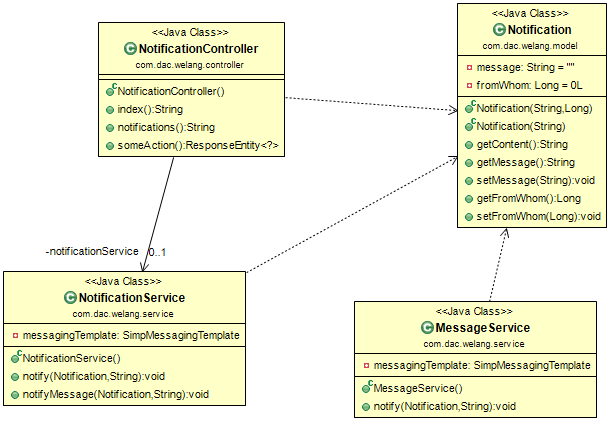 <<Java Class>>
NotificationController
com.dac.welang.controller
NotificationController()
index():String
notifications():String
someAction():ResponseEntity<?>
<<Java Class>>
Notification
com.dac.welang.model
message: String = ""
fromWhom: Long = 0L
Notification(String,Long)
Notification(String)
getContent():String
getMessage():String
setMessage(String):void
getFromWhom():Long
setFromWhom(Long):void
-notificationService 0..1
<<Java Class>>
NotificationService
com.dac.welang.service
messagingTemplate: SimpMessagingTemplate
NotificationService()
notify(Notification,String):void
notifyMessage(Notification,String):void
<<Java Class>>
MessageService
com.dac.welang.service
messagingTemplate: SimpMessagingTemplate
MessageService()
notify(Notification,String):void